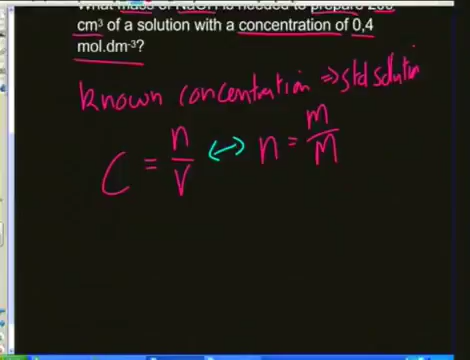 What mass of NaOH is needed to prepare 250
cm³ of a solution with a concentration of 0,4
mol.dm⁻³?
known concentration ⇒ std solution
C = n/V ↔ n = m/M